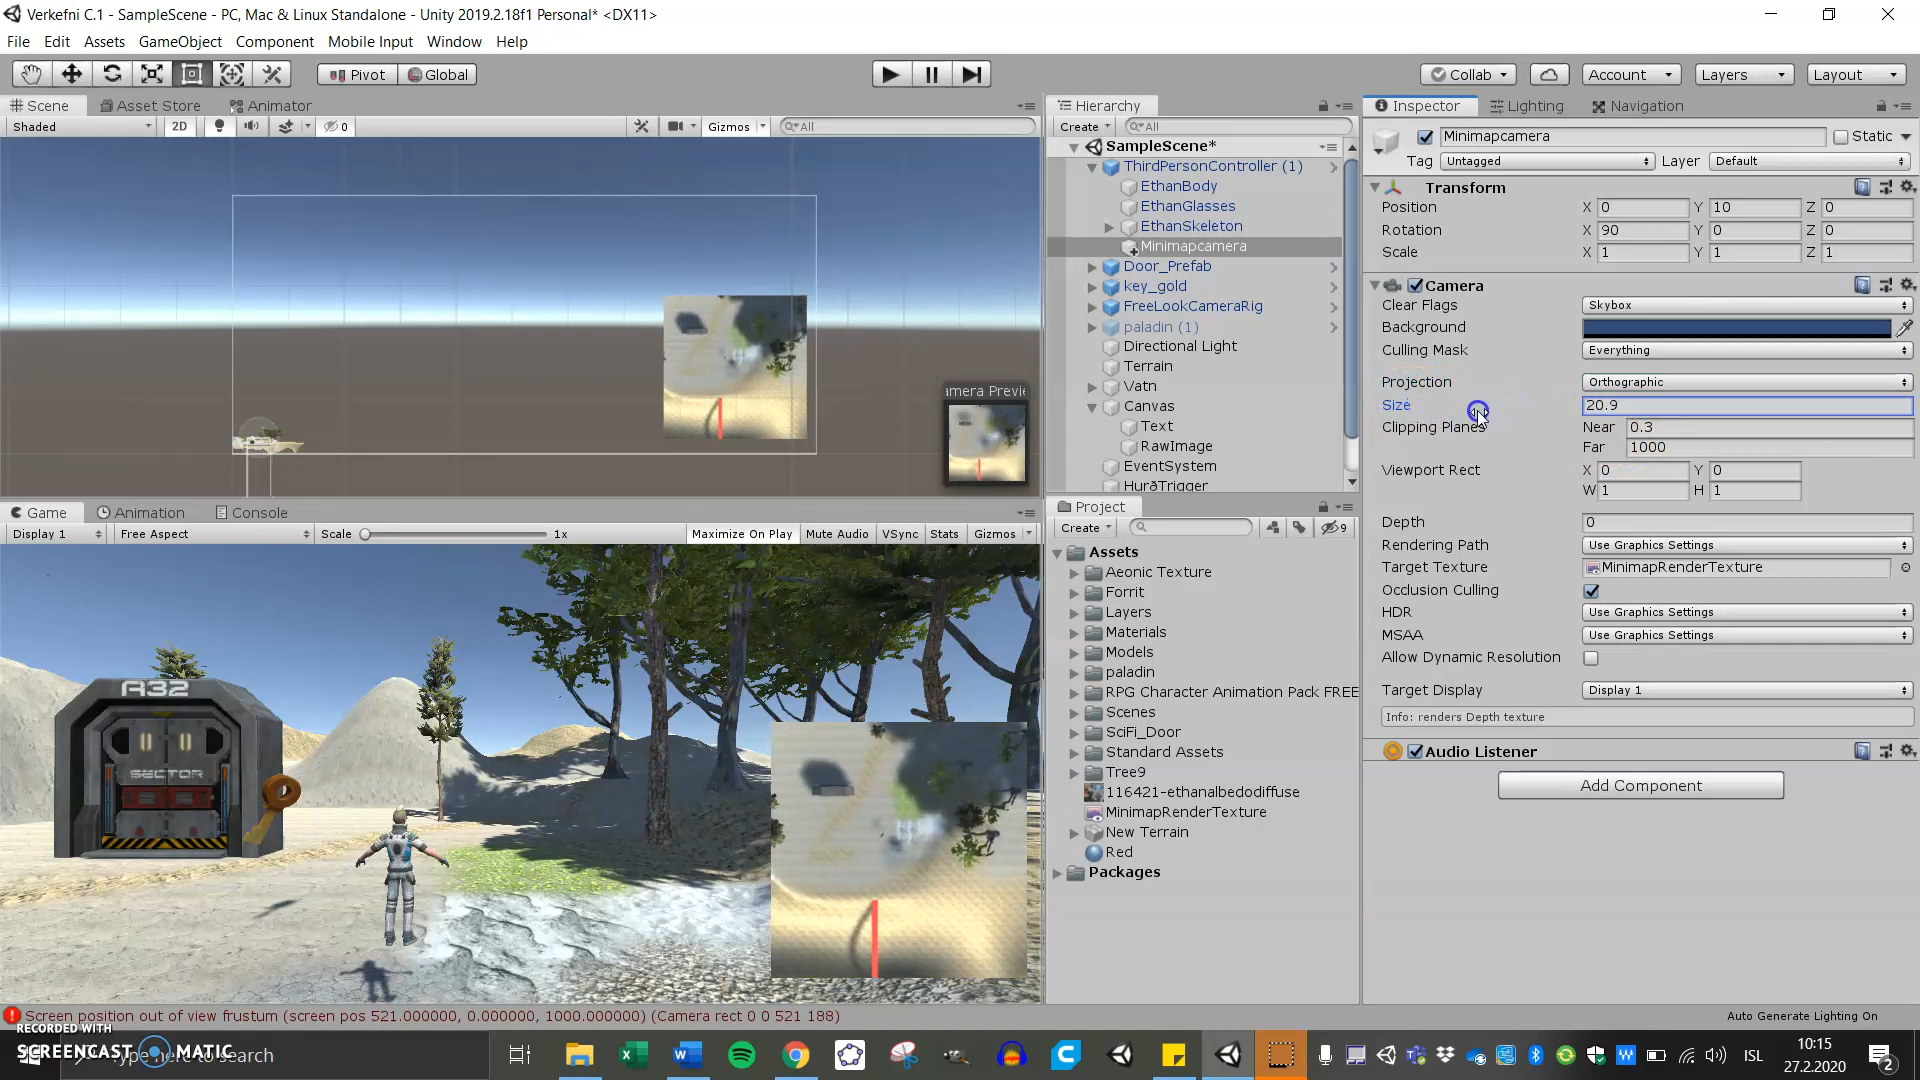 Verkefni C.1 - SampleScene - PC, Mac & Linux Standalone - Unity 2019.2.18f1 Personal* <DX11>
File Edit Assets GameObject Component Mobile Input Window Help
Pivot Global Collab Account Layers Layout
Scene Asset Store Animator
Shaded 2D 0 Gizmos All
Camera Preview
Game Animation Console
Display 1 Free Aspect Scale 1x Maximize On Play Mute Audio VSync Stats Gizmos
A32
SECTOR
Hierarchy
Create All
SampleScene*
ThirdPersonController (1)
EthanBody
EthanGlasses
EthanSkeleton
Minimapcamera
Door_Prefab
key_gold
FreeLookCameraRig
paladin (1)
Directional Light
Terrain
Vatn
Canvas
Text
RawImage
EventSystem
HurðTrigger
Project
Create 9
Assets
Aeonic Texture
Forrit
Layers
Materials
Models
paladin
RPG Character Animation Pack FREE
Scenes
SciFi_Door
Standard Assets
Tree9
116421-ethanalbedodiffuse
MinimapRenderTexture
New Terrain
Red
Packages
Inspector Lighting Navigation
Minimapcamera Static
Tag Untagged Layer Default
Transform
Position X 0 Y 10 Z 0
Rotation X 90 Y 0 Z 0
Scale X 1 Y 1 Z 1
Camera
Clear Flags Skybox
Background
Culling Mask Everything
Projection Orthographic
Size 20.9
Clipping Planes Near 0.3
Far 1000
Viewport Rect X 0 Y 0
W 1 H 1
Depth 0
Rendering Path Use Graphics Settings
Target Texture MinimapRenderTexture
Occlusion Culling
HDR Use Graphics Settings
MSAA Use Graphics Settings
Allow Dynamic Resolution
Target Display Display 1
Info: renders Depth texture
Audio Listener
Add Component
Screen position out of view frustum (screen pos 521.000000, 0.000000, 1000.000000) (Camera rect 0 0 521 188)
Auto Generate Lighting On
RECORDED WITH
SCREENCAST MATIC
here to search
ISL
10:15
27.2.2020
2